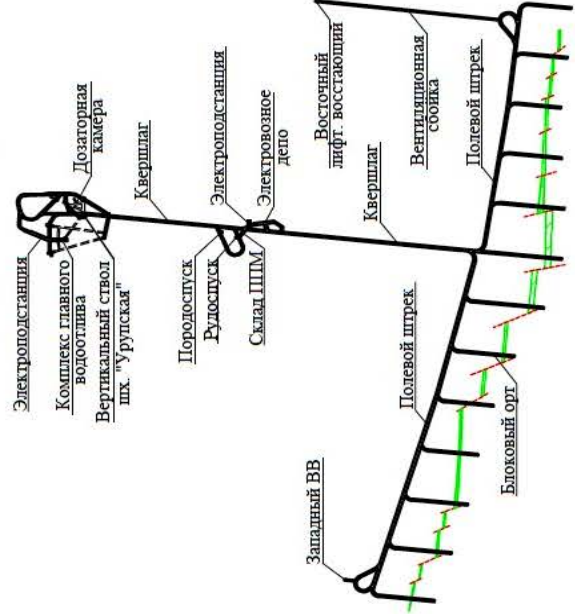 Электроподстанция
Комплекс главного
водоотлива
Вертикальный ствол
шх. "Урупская"
Дозаторная
камера
Квершлаг
Породоспуск
Рудоспуск
Склад ППМ
Электроподстанция
Электровозное
депо
Квершлаг
Восточный
лифт. восстающий
Вентиляционная
сбойка
Полевой штрек
Западный ВВ
Полевой штрек
Блоковый орт